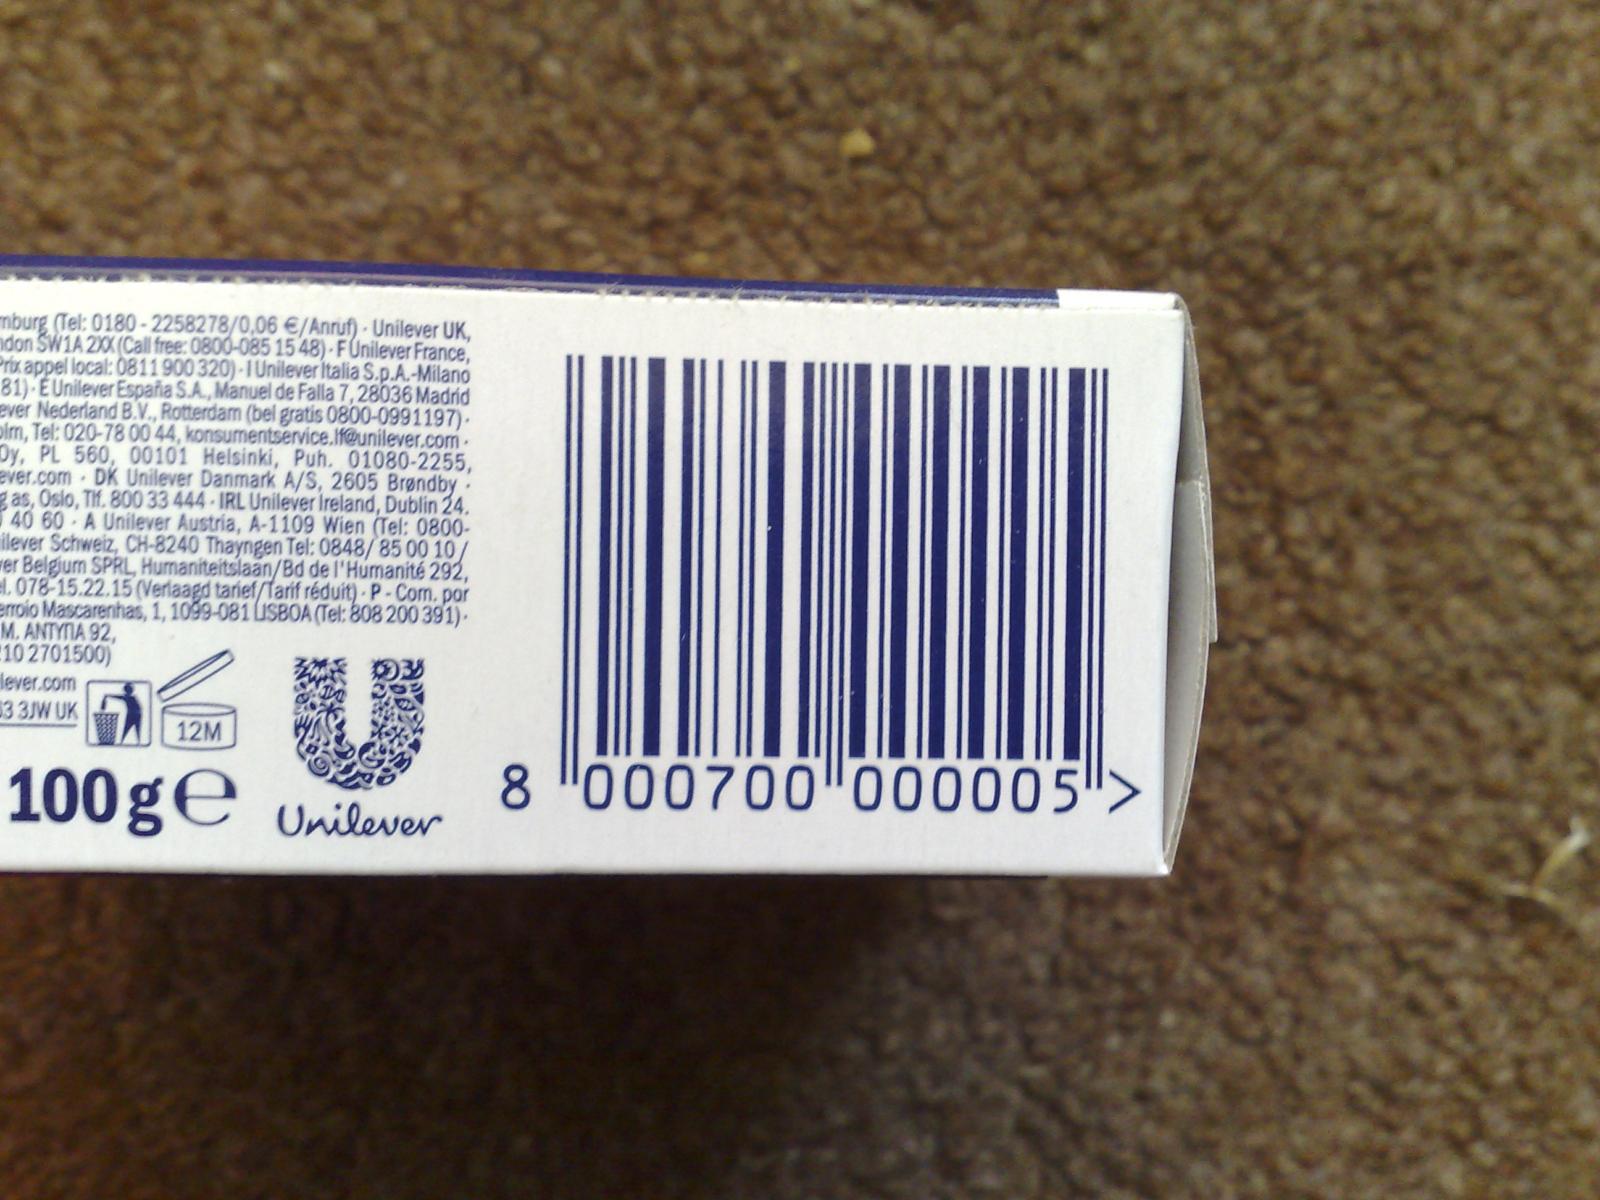 mburg (Tel: 0180 - 2258278/0,06 €/Anruf) · Unilever UK,
ndon SW1A 2XX (Call free: 0800-085 15 48) · F Unilever France,
Prix appel local: 0811 900 320) · I Unilever Italia S.p.A.-Milano
81) · E Unilever España S.A., Manuel de Falla 7, 28036 Madrid
ever Nederland B.V., Rotterdam (bel gratis 0800-0991197) ·
olm, Tel: 020-78 00 44, konsumentservice.lf@unilever.com ·
Oy, PL 560, 00101 Helsinki, Puh. 01080-2255,
ever.com · DK Unilever Danmark A/S, 2605 Brøndby ·
g as, Oslo, Tlf. 800 33 444 · IRL Unilever Ireland, Dublin 24.
40 60 · A Unilever Austria, A-1109 Wien (Tel: 0800-
ilever Schweiz, CH-8240 Thayngen Tel: 0848/ 85 00 10 /
ver Belgium SPRL, Humaniteitslaan/Bd de l'Humanité 292,
el. 078-15.22.15 (Verlaagd tarief/Tarif réduit) · P - Com. por
erroio Mascarenhas, 1, 1099-081 LISBOA (Tel: 808 200 391) ·
M. ΑΝΤΥΠΑ 92,
210 2701500)
lever.com
3JW UK
12M
100 g e
Unilever
8 000700 000005 >